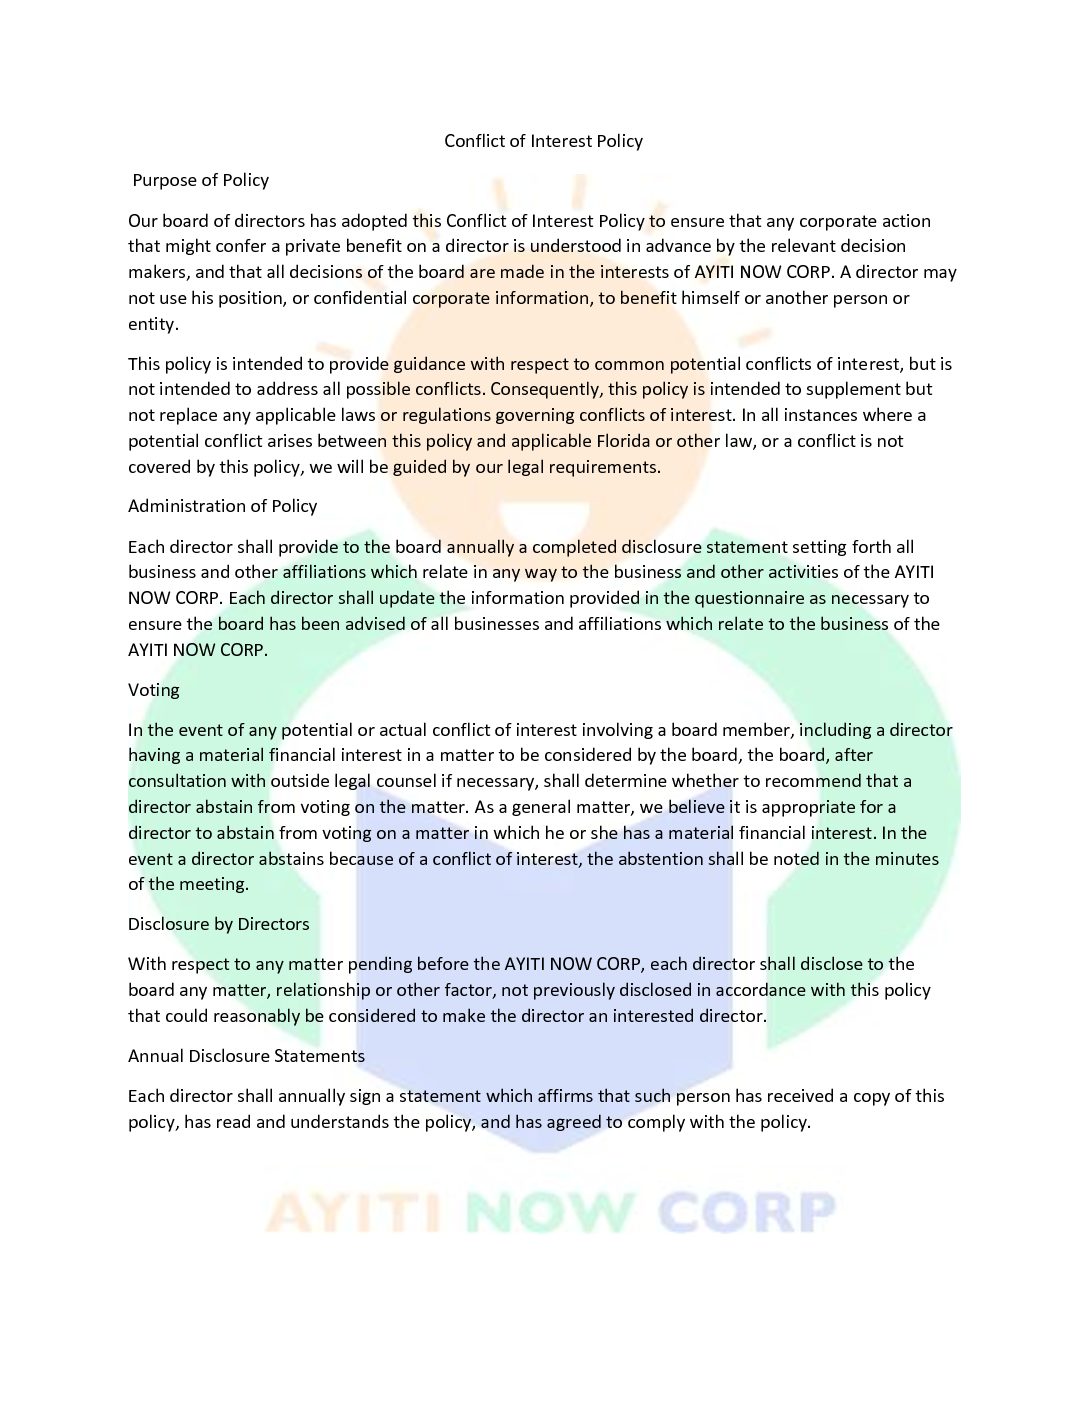 Conflict of Interest Policy
Purpose of Policy
Our board of directors has adopted this Conflict of Interest Policy to ensure that any corporate action
that might confer a private benefit on a director is understood in advance by the relevant decision
makers, and that all decisions of the board are made in the interests of AYITI NOW CORP. A director may
not use his position, or confidential corporate information, to benefit himself or another person or
entity.
This policy is intended to provide guidance with respect to common potential conflicts of interest, but is
not intended to address all possible conflicts. Consequently, this policy is intended to supplement but
not replace any applicable laws or regulations governing conflicts of interest. In all instances where a
potential conflict arises between this policy and applicable Florida or other law, or a conflict is not
covered by this policy, we will be guided by our legal requirements.
Administration of Policy
Each director shall provide to the board annually a completed disclosure statement setting forth all
business and other affiliations which relate in any way to the business and other activities of the AYITI
NOW CORP. Each director shall update the information provided in the questionnaire as necessary to
ensure the board has been advised of all businesses and affiliations which relate to the business of the
AYITI NOW CORP.
Voting
In the event of any potential or actual conflict of interest involving a board member, including a director
having a material financial interest in a matter to be considered by the board, the board, after
consultation with outside legal counsel if necessary, shall determine whether to recommend that a
director abstain from voting on the matter. As a general matter, we believe it is appropriate for a
director to abstain from voting on a matter in which he or she has a material financial interest. In the
event a director abstains because of a conflict of interest, the abstention shall be noted in the minutes
of the meeting.
Disclosure by Directors
With respect to any matter pending before the AYITI NOW CORP, each director shall disclose to the
board any matter, relationship or other factor, not previously disclosed in accordance with this policy
that could reasonably be considered to make the director an interested director.
Annual Disclosure Statements
Each director shall annually sign a statement which affirms that such person has received a copy of this
policy, has read and understands the policy, and has agreed to comply with the policy.
AYITI NOW CORP